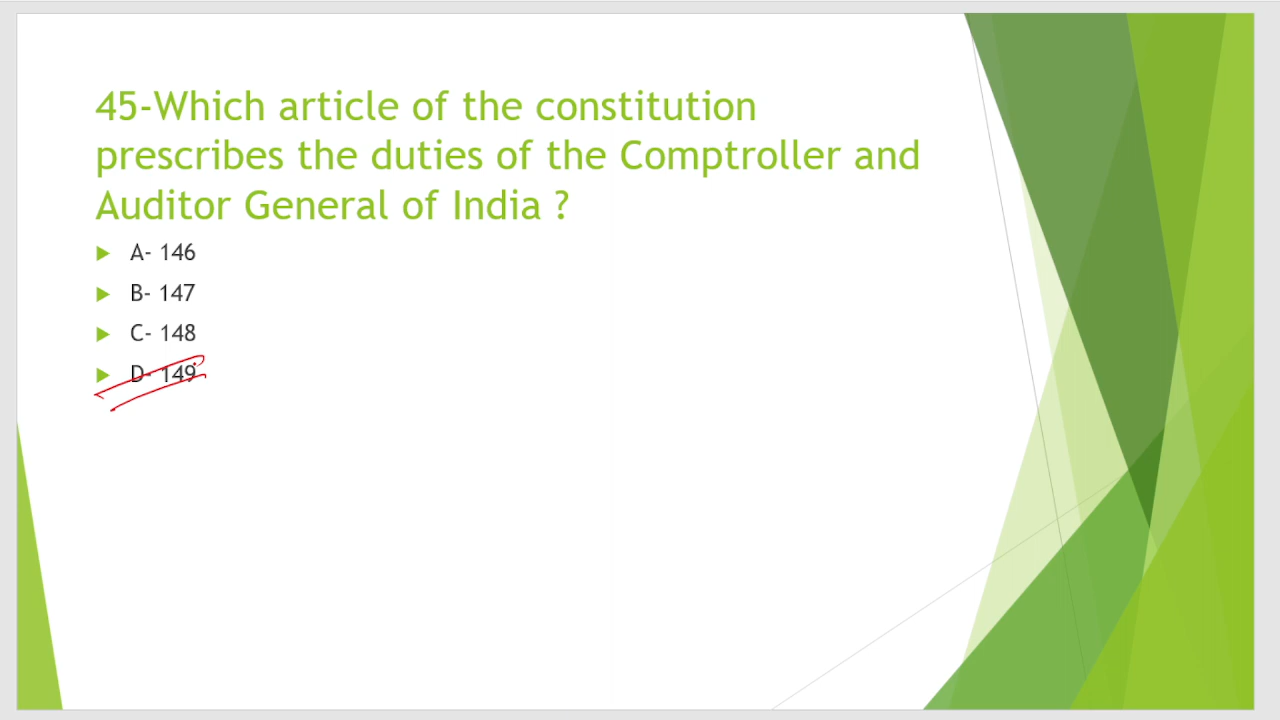 45-Which article of the constitution
prescribes the duties of the Comptroller and
Auditor General of India ?
A- 146
B- 147
C- 148
D- 149